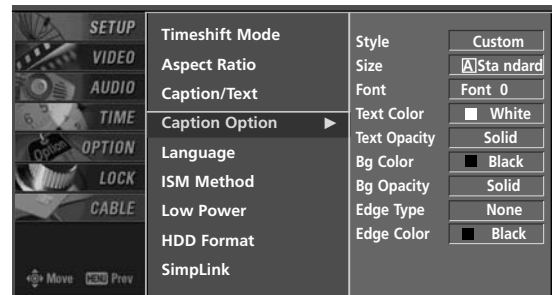 SETUP
VIDEO
AUDIO
TIME
OPTION
LOCK
CABLE
Move MENU Prev
Timeshift Mode
Aspect Ratio
Caption/Text
Caption Option
Language
ISM Method
Low Power
HDD Format
SimpLink
Style Custom
Size A Sta ndard
Font Font 0
Text Color White
Text Opacity Solid
Bg Color Black
Bg Opacity Solid
Edge Type None
Edge Color Black
Option
6